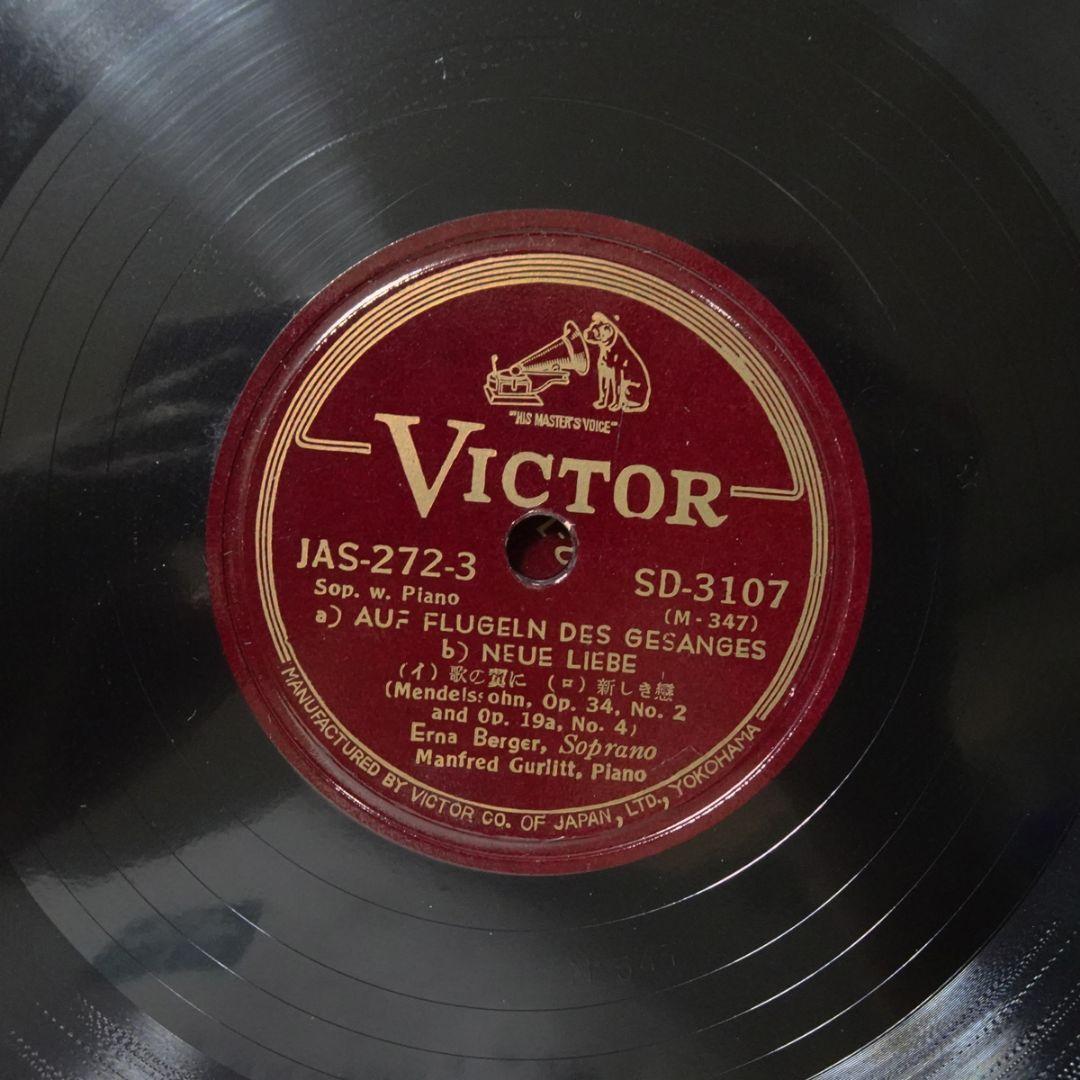 "HIS MASTER'S VOICE"
VICTOR
JAS-272-3
SD-3107
Sop. w. Piano
(M-347)
a) AUF FLUGELN DES GESANGES
b) NEUE LIEBE
(イ) 歌の翼に (ロ) 新しき戀
(Mendelssohn, Op. 34, No. 2
and Op. 19a, No. 4)
Erna Berger, Soprano
Manfred Gurlitt, Piano
MANUFACTURED BY VICTOR CO. OF JAPAN, LTD., YOKOHAMA